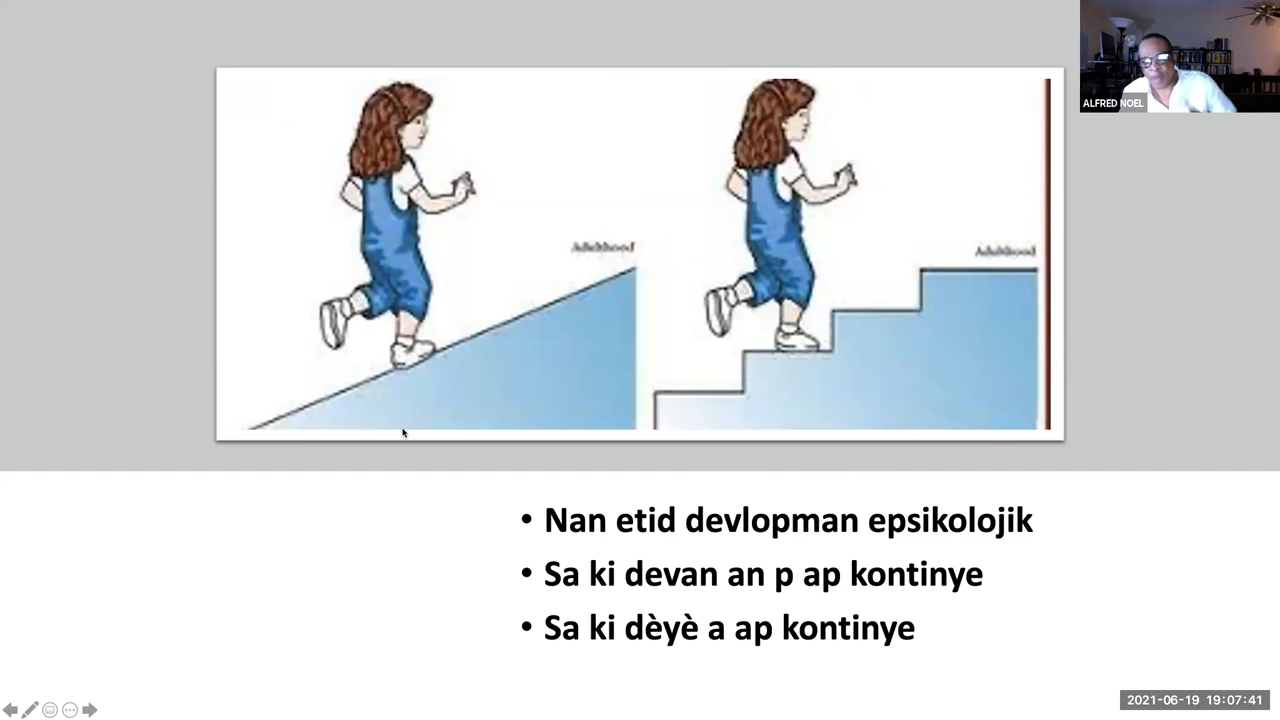 ALFRED NOEL
Adulthood
Adulthood
• Nan etid devlopman epsikolojik
• Sa ki devan an p ap kontinye
• Sa ki dèyè a ap kontinye
2021-06-19 19:07:41